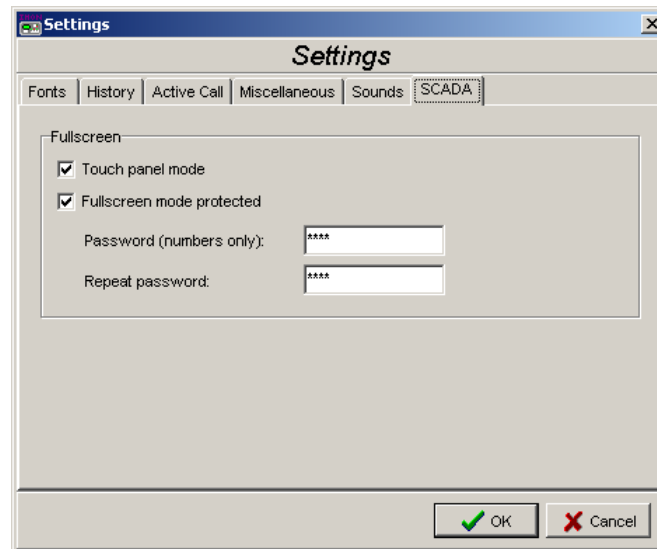 Settings
Settings
Fonts History Active Call Miscellaneous Sounds SCADA
Fullscreen
Touch panel mode
Fullscreen mode protected
Password (numbers only): ****
Repeat password: ****
OK Cancel